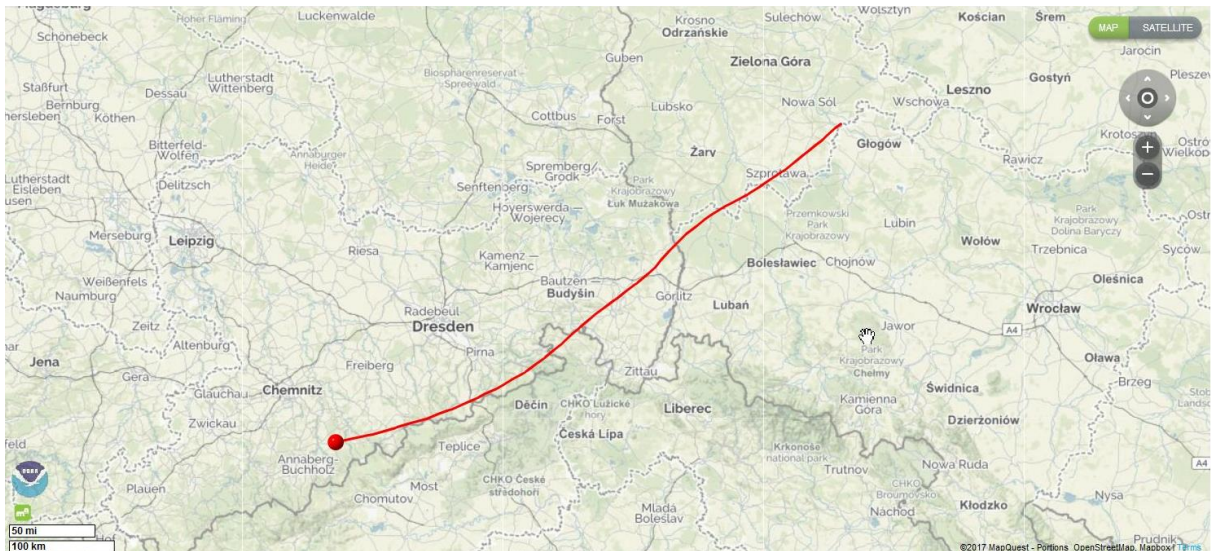 Magdeburg
Hoher Fläming
Luckenwalde
Krosno
Odrzańskie
Sulechów
Wolsztyn
Kościan
Śrem
MAP
SATELLITE
Schönebeck
Jarocin
Guben
Zielona Góra
Staßfurt
Lutherstadt
Wittenberg
Biosphärenreservat
Spreewald
Gostyń
Dessau
Leszno
Bernburg
Köthen
Lubsko
Nowa Sól
Wschowa
Cottbus
Forst
Bitterfeld-
Wolfen
Annaburger
Heide
Żary
Głogów
Rawicz
Lutherstadt
Eisleben
Delitzsch
Spremberg/
Grodk
Szprotawa
Senftenberg
Park
Krajobrazowy
Łuk Mużakowa
Hoyerswerda —
Wojerecy
Przemkowski
Park
Krajobrazowy
Park
Krajobrazowy
Dolina Baryczy
Merseburg
Leipzig
Lubin
Wołów
Trzebnica
Syców
Riesa
Kamenz —
Kamjenc
Bolesławiec
Chojnów
Weißenfels
Naumburg
Bautzen —
Budyšin
Görlitz
Lubań
Oleśnica
Wrocław
Radebeul
Dresden
Zeitz
Jawor
A4
Altenburg
Pirna
Park
Krajobrazowy
Chełmy
Oława
Jena
Gera
Freiberg
Zittau
Chemnitz
Glauchau
Świdnica
Brzeg
Děčín
CHKO Lužické
hory
Liberec
Kamienna
Góra
Dzierżoniów
Zwickau
Česká Lípa
Teplice
Krkonoše
national park
Annaberg-
Buchholz
Trutnov
Nowa Ruda
A4
Plauen
Most
CHKO České
středohoří
CHKO
Broumovsko
Chomutov
Náchod
Kłodzko
Nysa
Mladá
Boleslav
50 mi
100 km
Hof
Prudnik
©2017 MapQuest - Portions OpenStreetMap, Mapbox | Terms